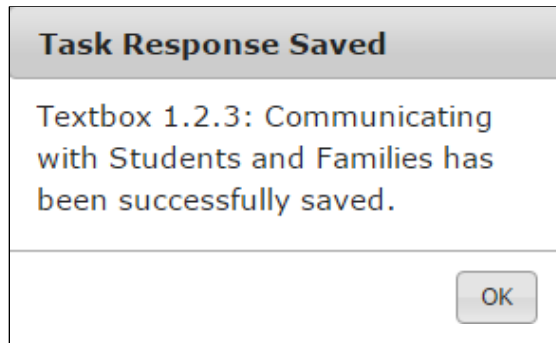 Task Response Saved
Textbox 1.2.3: Communicating
with Students and Families has
been successfully saved.
OK